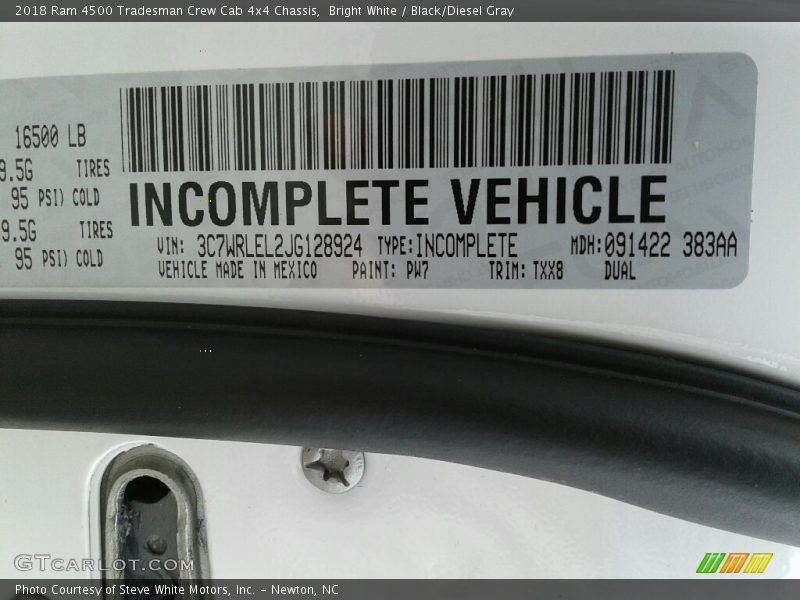 2018 Ram 4500 Tradesman Crew Cab 4x4 Chassis,  Bright White / Black/Diesel Gray
16500 LB
9.5G TIRES
95 PSI) COLD
9.5G TIRES
95 PSI) COLD
INCOMPLETE VEHICLE
VIN: 3C7WRLEL2JG128924 TYPE:INCOMPLETE MDH:091422 383AA
VEHICLE MADE IN MEXICO PAINT: PW7 TRIM: TXX8 DUAL
GTCARLOT.COM
Photo Courtesy of Steve White Motors, Inc. – Newton, NC